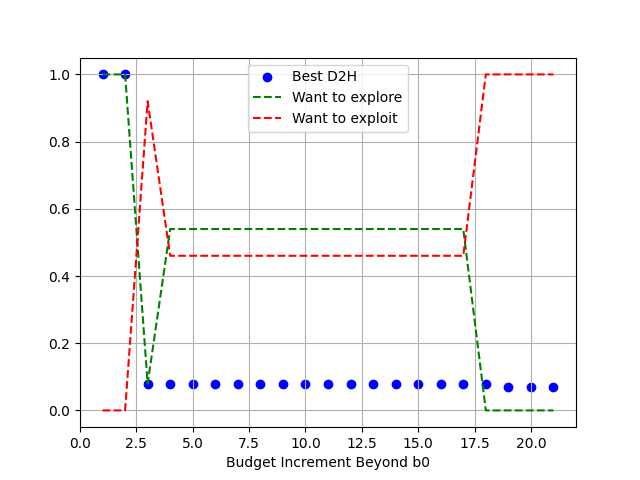 Best D2H
Want to explore
Want to exploit
1.0
0.8
0.6
0.4
0.2
0.0
0.0 2.5 5.0 7.5 10.0 12.5 15.0 17.5 20.0
Budget Increment Beyond b0